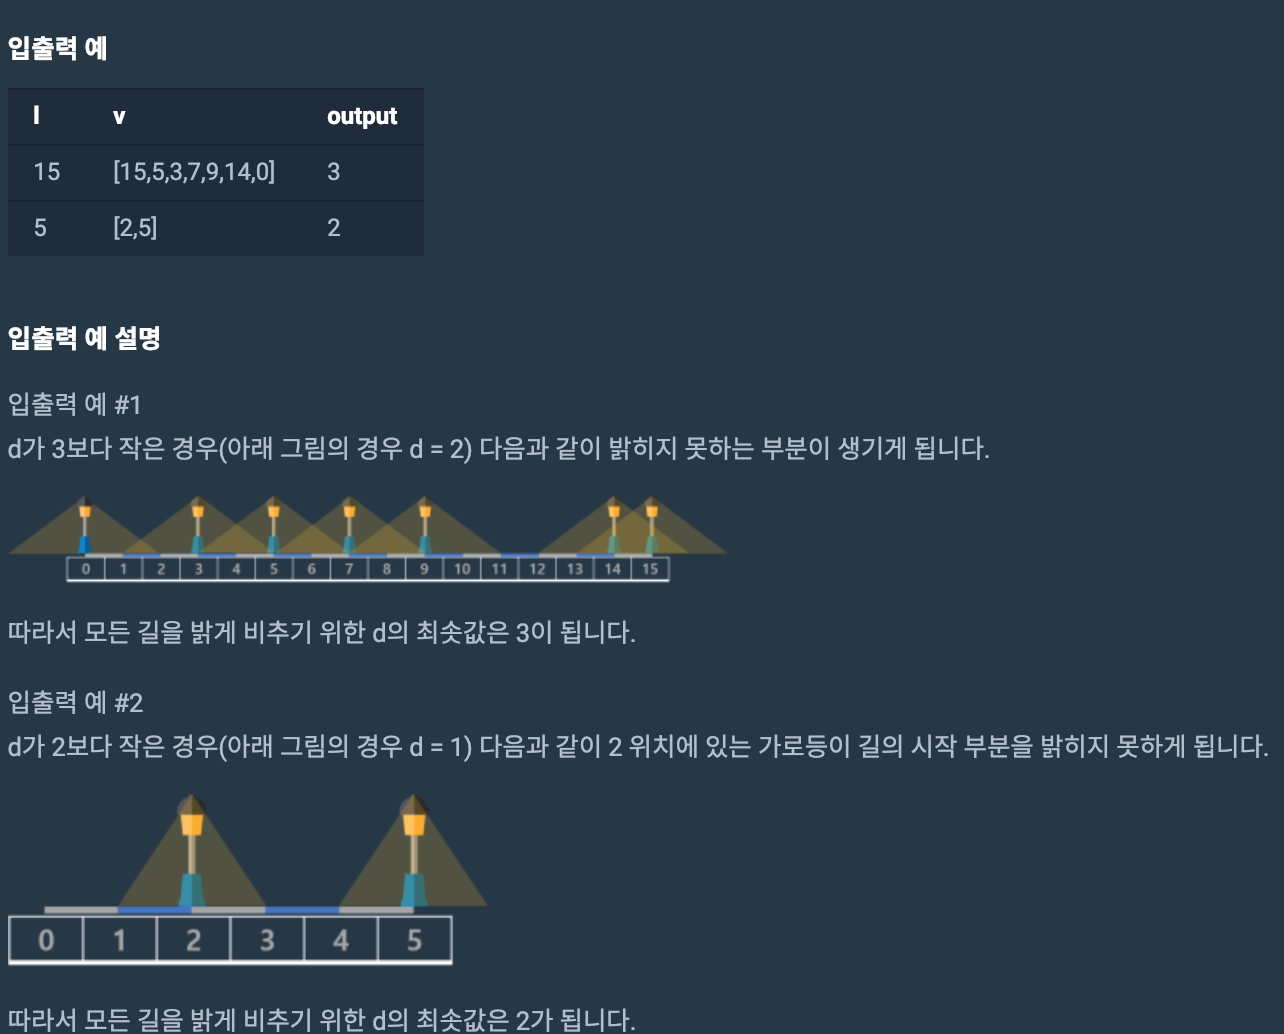 입출력 예
l v output
15 [15,5,3,7,9,14,0] 3
5 [2,5] 2
입출력 예 설명
입출력 예 #1
d가 3보다 작은 경우(아래 그림의 경우 d = 2) 다음과 같이 밝히지 못하는 부분이 생기게 됩니다.
0 1 2 3 4 5 6 7 8 9 10 11 12 13 14 15
따라서 모든 길을 밝게 비추기 위한 d의 최솟값은 3이 됩니다.
입출력 예 #2
d가 2보다 작은 경우(아래 그림의 경우 d = 1) 다음과 같이 2 위치에 있는 가로등이 길의 시작 부분을 밝히지 못하게 됩니다.
0 1 2 3 4 5
따라서 모든 길을 밝게 비추기 위한 d의 최솟값은 2가 됩니다.